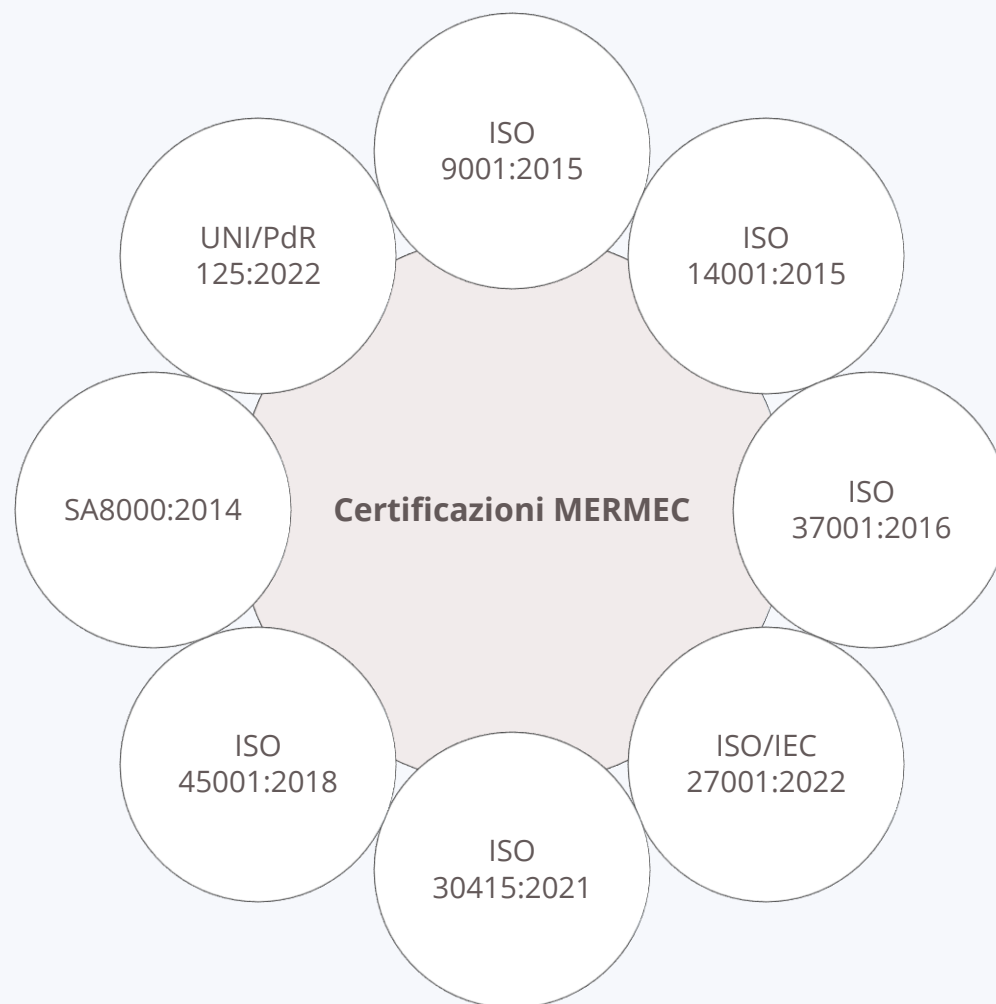 ISO
9001:2015
UNI/PdR
125:2022
ISO
14001:2015
SA8000:2014
Certificazioni MERMEC
ISO
37001:2016
ISO
45001:2018
ISO/IEC
27001:2022
ISO
30415:2021